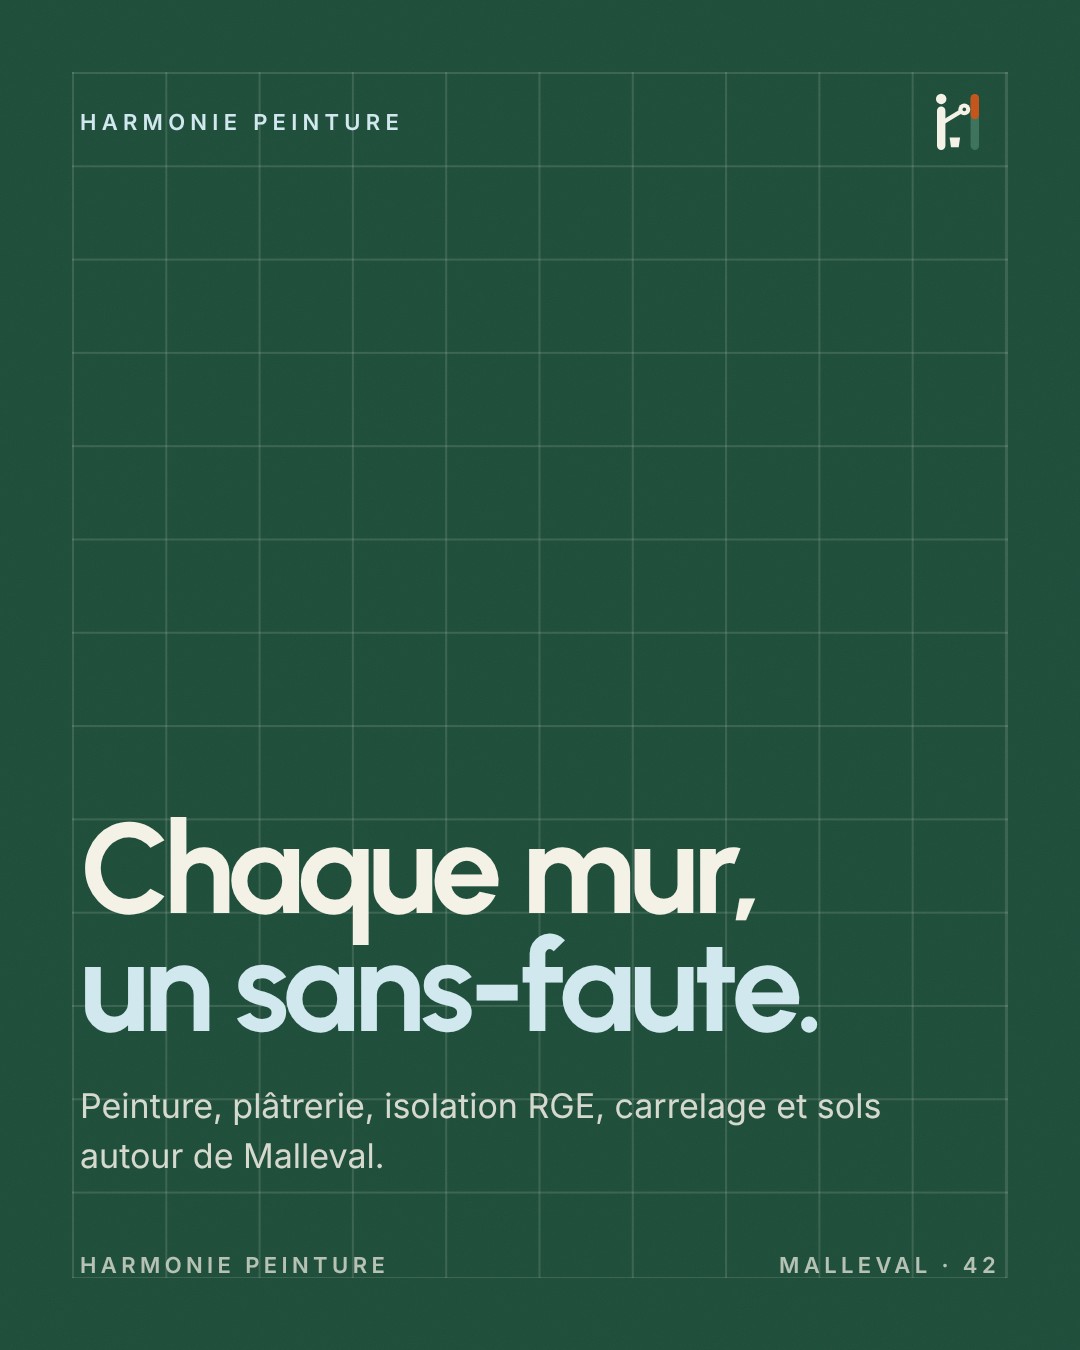 HARMONIE PEINTURE
Chaque mur,
un sans-faute.
Peinture, plâtrerie, isolation RGE, carrelage et sols
autour de Malleval.
HARMONIE PEINTURE
MALLEVAL · 42